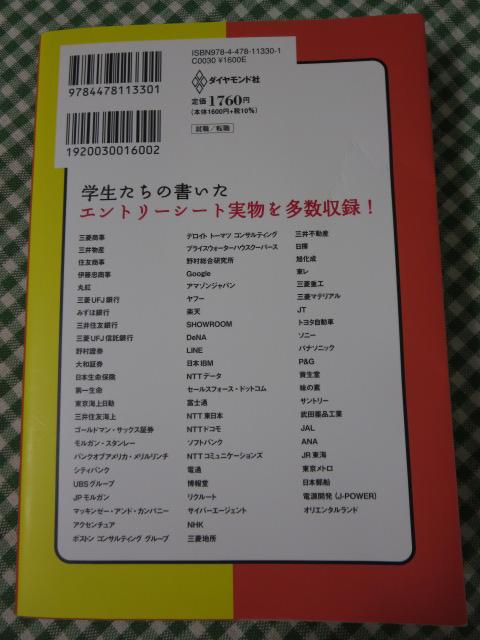 ISBN978-4-478-11330-1
C0030 ¥1600E
9784478113301
ダイヤモンド社
定価 1760円
(本体1600円+税10%)
1920030016002
就職／転職
学生たちの書いた
エントリーシート実物を多数収録！
三菱商事
三井物産
住友商事
伊藤忠商事
丸紅
三菱UFJ銀行
みずほ銀行
三井住友銀行
三菱UFJ信託銀行
野村證券
大和証券
日本生命保険
第一生命
東京海上日動
三井住友海上
ゴールドマン・サックス証券
モルガン・スタンレー
バンクオブアメリカ・メリルリンチ
シティバンク
UBSグループ
JPモルガン
マッキンゼー・アンド・カンパニー
アクセンチュア
ボストン コンサルティング グループ
デロイト トーマツ コンサルティング
プライスウォーターハウスクーパース
野村総合研究所
Google
アマゾンジャパン
ヤフー
楽天
SHOWROOM
DeNA
LINE
日本IBM
NTTデータ
セールスフォース・ドットコム
富士通
NTT東日本
NTTドコモ
ソフトバンク
NTTコミュニケーションズ
電通
博報堂
リクルート
サイバーエージェント
NHK
三菱地所
三井不動産
日揮
旭化成
東レ
三菱重工
三菱マテリアル
JT
トヨタ自動車
ソニー
パナソニック
P&G
資生堂
味の素
サントリー
武田薬品工業
JAL
ANA
JR東海
東京メトロ
日本郵船
電源開発(J-POWER)
オリエンタルランド